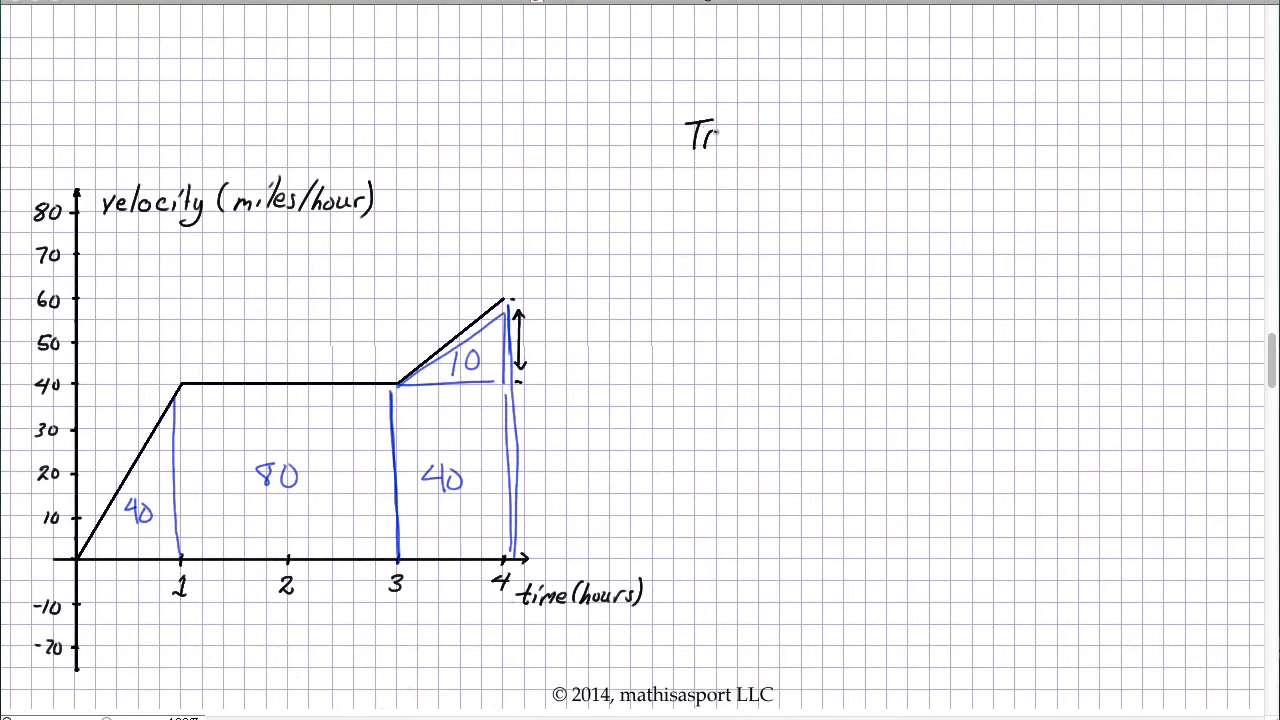 Tr
velocity (miles/hour)
80
70
60
50
40
30
20
10
-10
-20
10
80
40
40
1 2 3 4
time (hours)
© 2014, mathisasport LLC